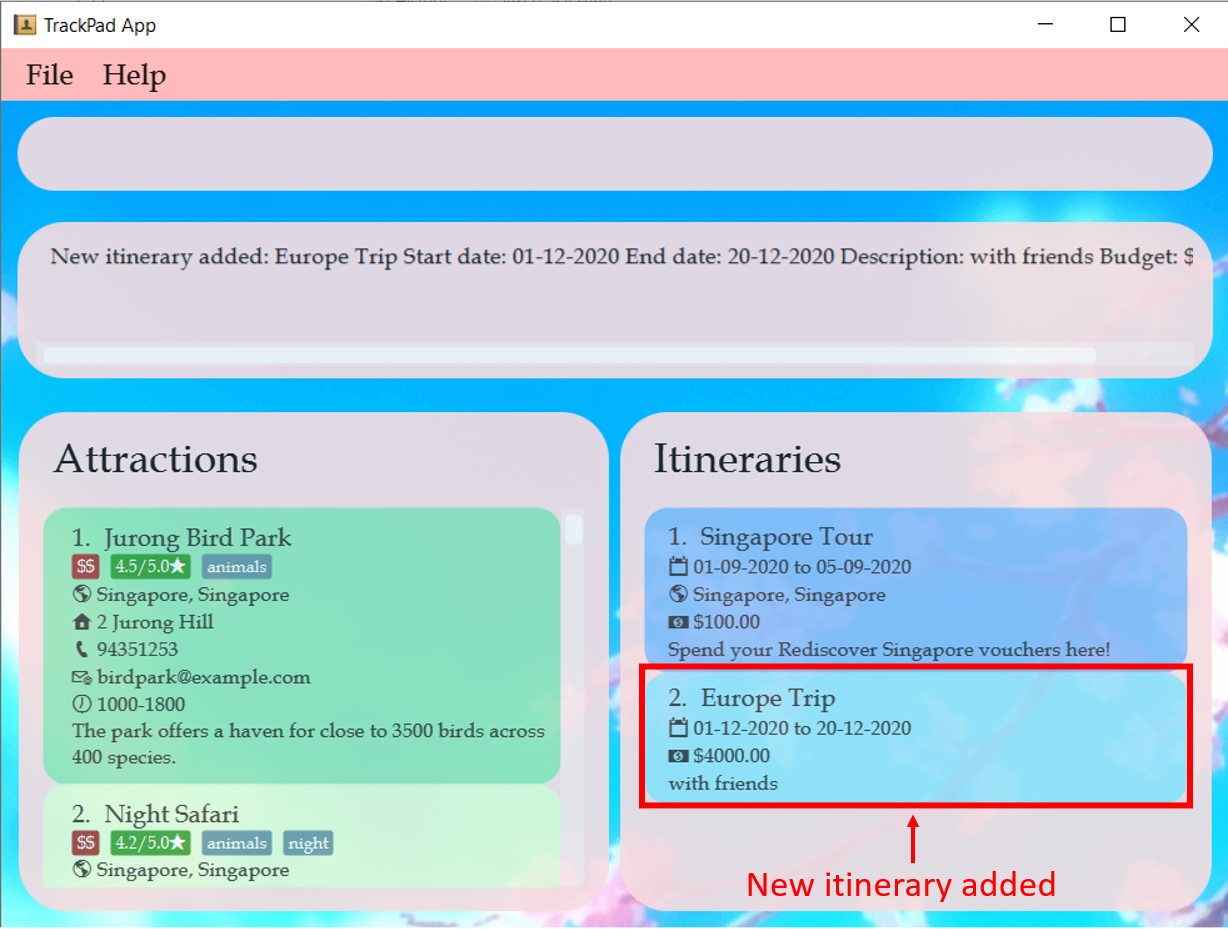 TrackPad App
File Help
New itinerary added: Europe Trip Start date: 01-12-2020 End date: 20-12-2020 Description: with friends Budget: $
Attractions
1. Jurong Bird Park
$$ 4.5/5.0★ animals
Singapore, Singapore
2 Jurong Hill
94351253
birdpark@example.com
1000-1800
The park offers a haven for close to 3500 birds across
400 species.
2. Night Safari
$$ 4.2/5.0★ animals night
Singapore, Singapore
Itineraries
1. Singapore Tour
01-09-2020 to 05-09-2020
Singapore, Singapore
$100.00
Spend your Rediscover Singapore vouchers here!
2. Europe Trip
01-12-2020 to 20-12-2020
$4000.00
with friends
New itinerary added